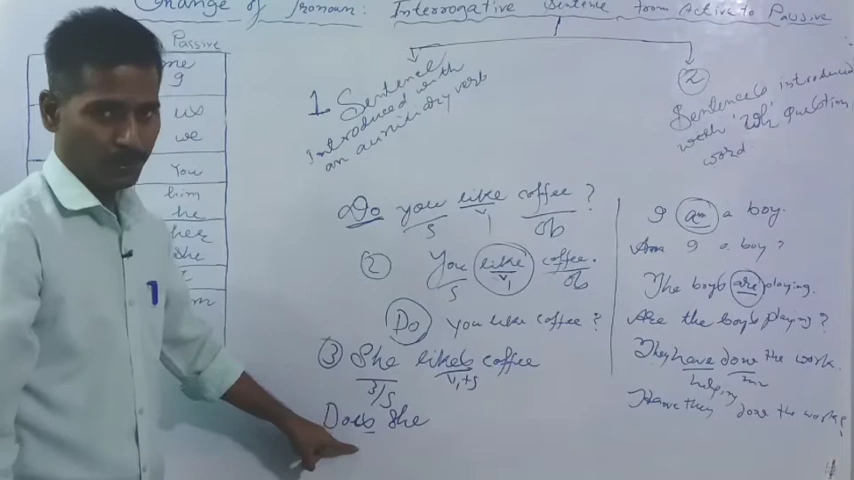 Change of Pronoun: Interrogative Sentence from Active to Passive
Passive
me
I
us
we
you
him
he
her
she
1. Sentence
introduced with
an auxiliary verb
2
Sentences introduced
with 'Wh' question
word
Do you like coffee?
S V1 Ob
2 You like coffee.
S V1 Ob
Do you like coffee?
3 She likes coffee
3/S V1+s
Does She
I am a boy.
Am I a boy?
The boys are playing.
Are the boys playing?
They have done the work.
helping mv
Have they done the work?